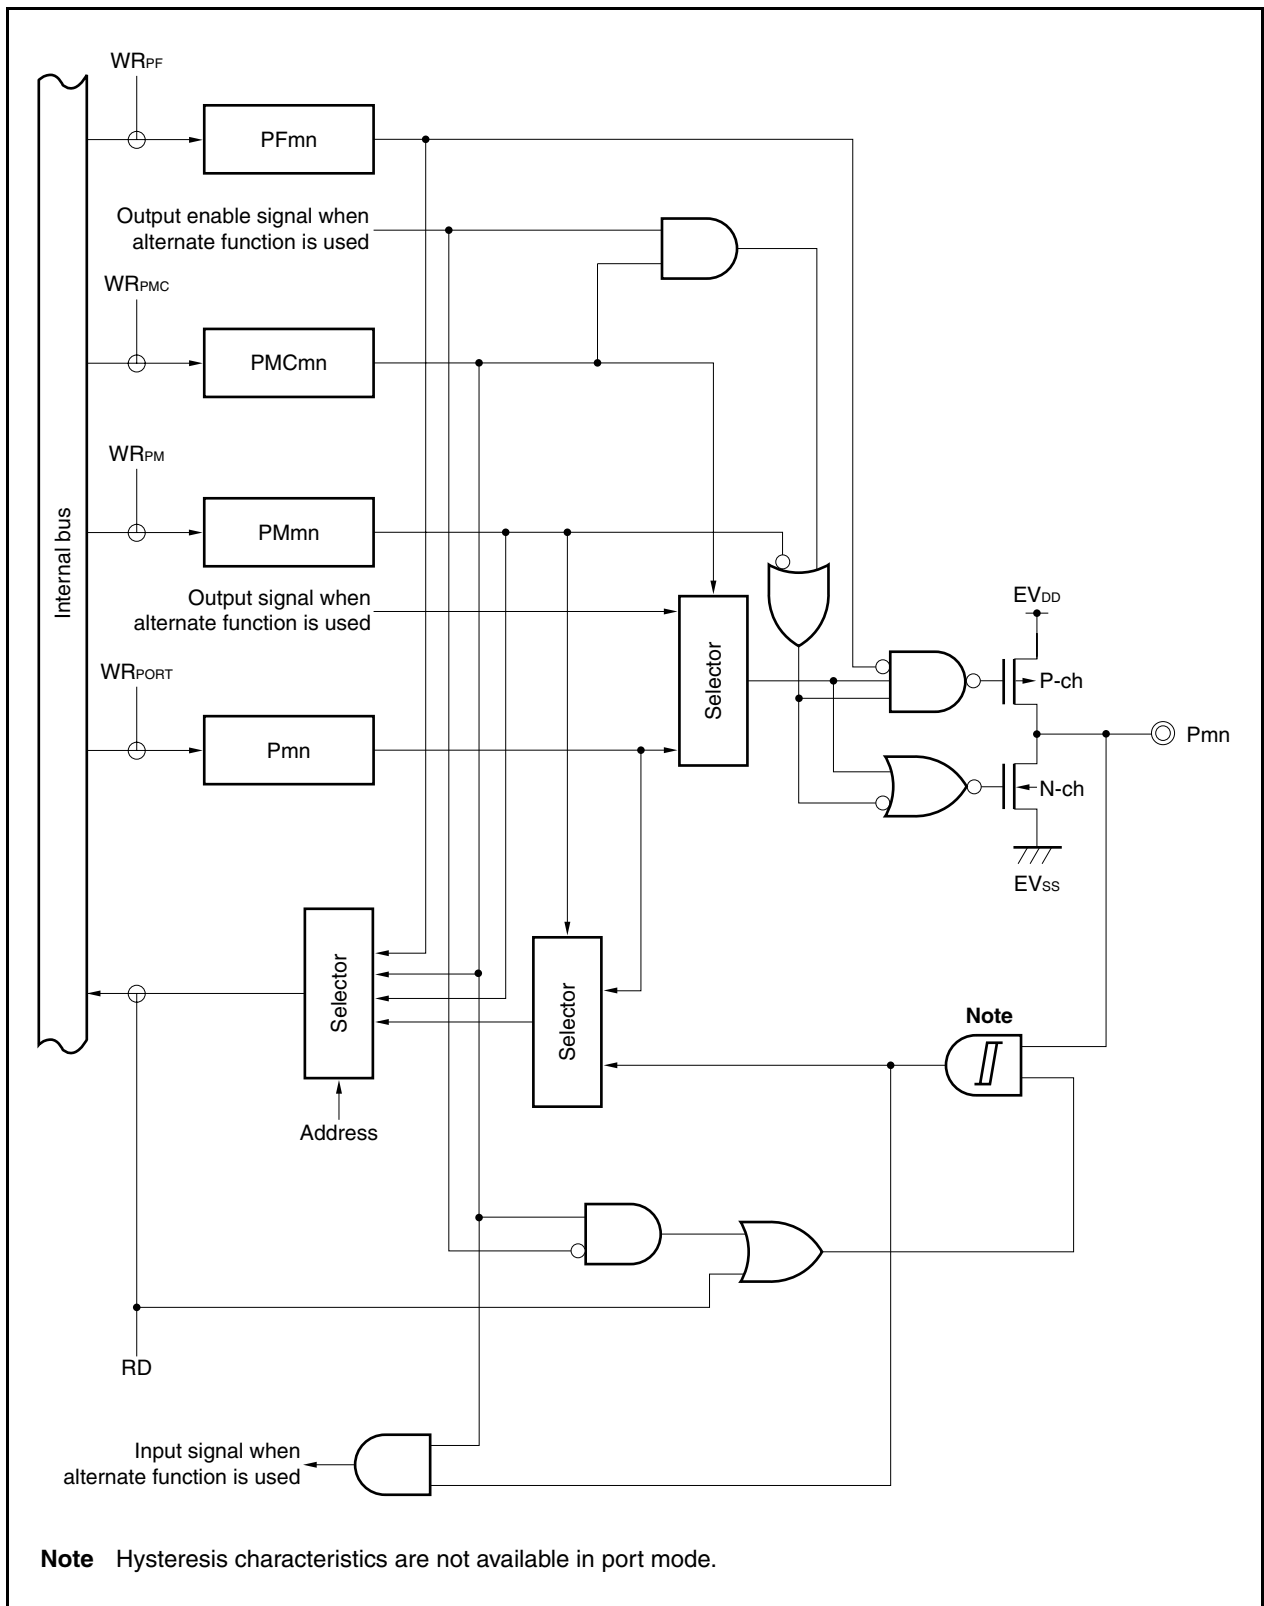 WRPF
PFmn
Output enable signal when
alternate function is used
WRPMC
PMCmn
WRPM
PMmn
Internal bus
Output signal when
alternate function is used
Selector
EVDD
P-ch
WRPORT
Pmn
Pmn
N-ch
EVSS
Selector
Selector
Note
Address
RD
Input signal when
alternate function is used
Note Hysteresis characteristics are not available in port mode.